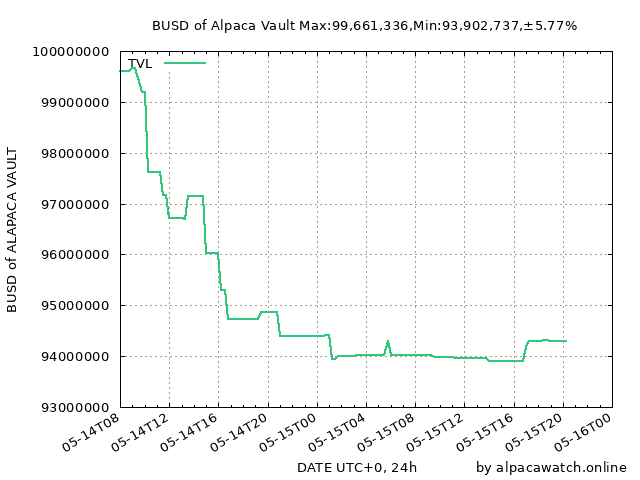 BUSD of Alpaca Vault Max:99,661,336,Min:93,902,737,±5.77%
TVL
100000000
99000000
98000000
97000000
96000000
95000000
94000000
93000000
BUSD of ALAPACA VAULT
05-14T08
05-14T12
05-14T16
05-14T20
05-15T00
05-15T04
05-15T08
05-15T12
05-15T16
05-15T20
05-16T00
DATE UTC+0, 24h
by alpacawatch.online